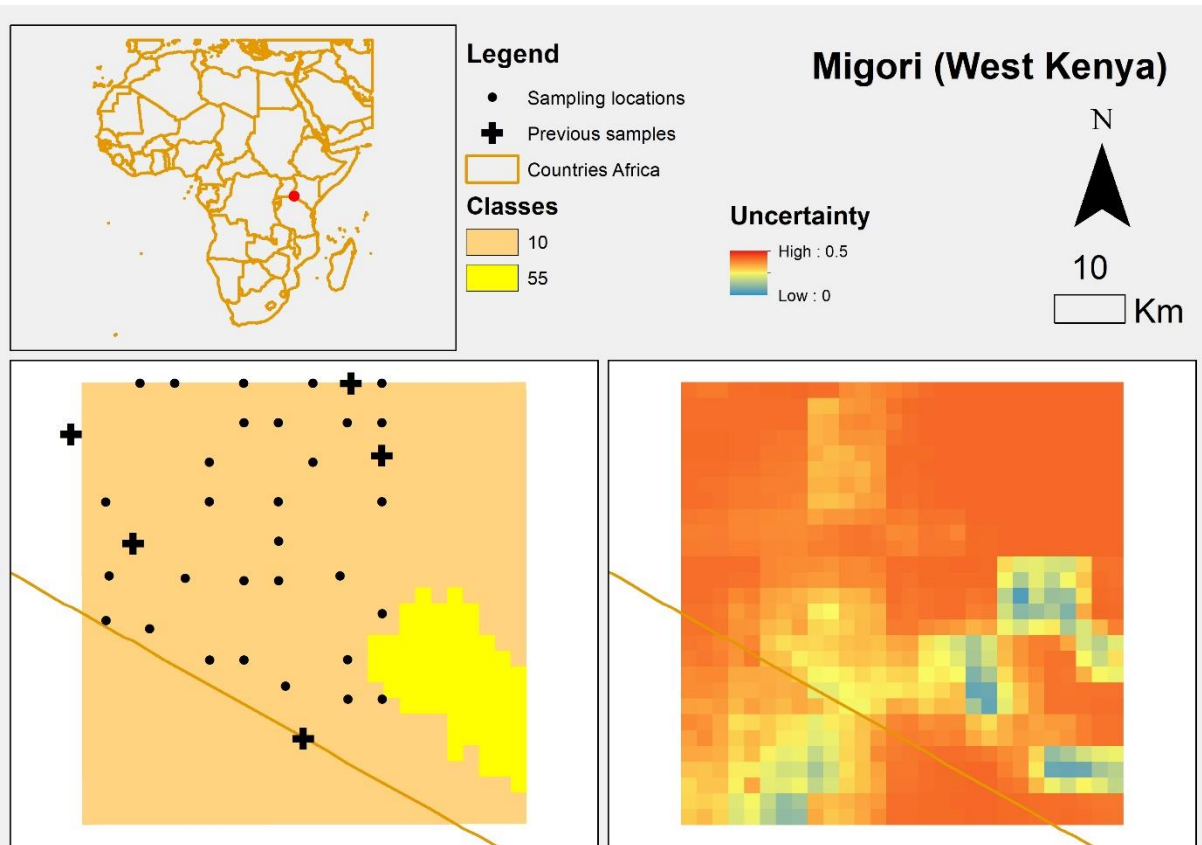 Legend
Sampling locations
Previous samples
Countries Africa
Classes
10
55
Uncertainty
High : 0.5
Low : 0
Migori (West Kenya)
N
10
Km